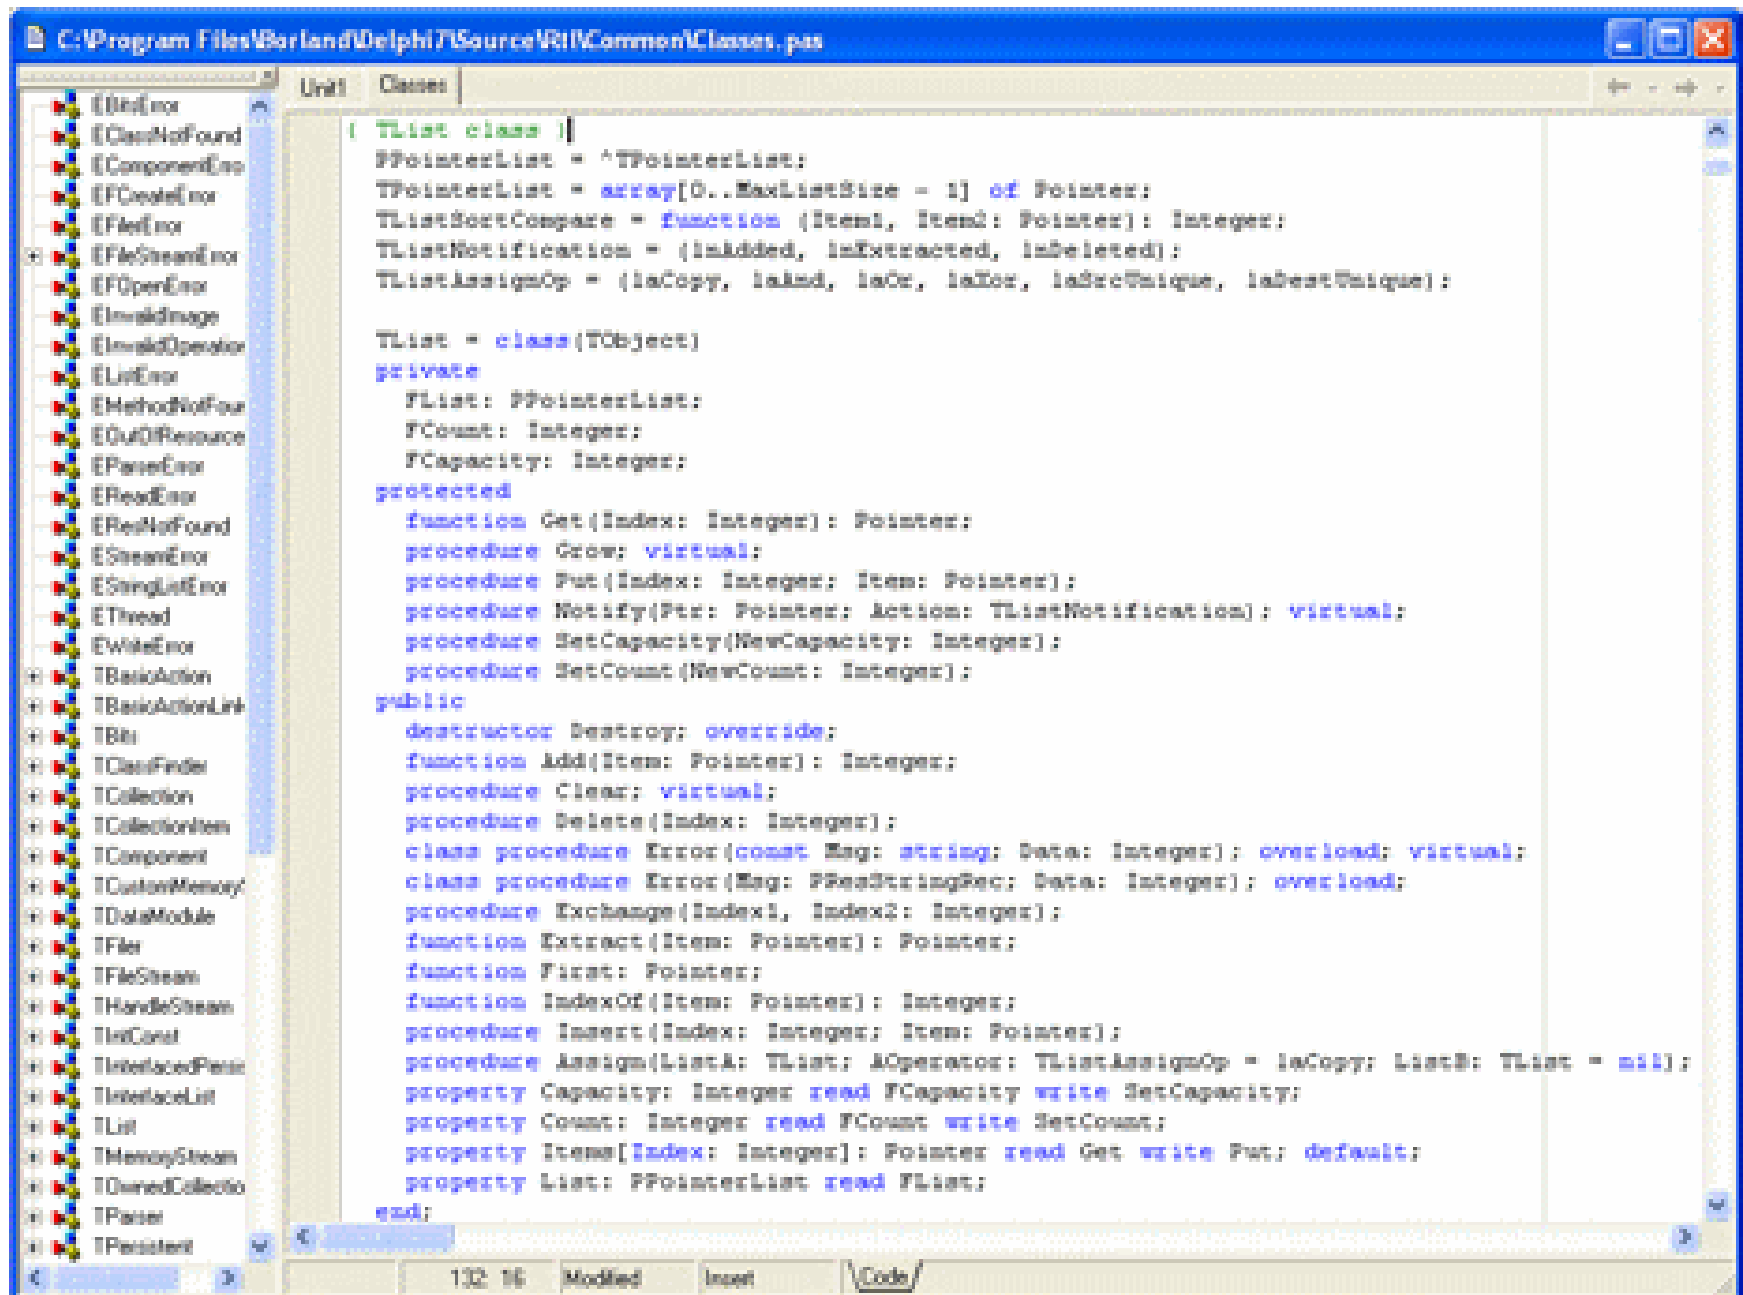 C:\Program Files\Borland\Delphi7\Source\Rtl\Common\Classes.pas
EBitsError
EClassNotFound
EComponentErro
EFCreateError
EFilerError
EFileStreamError
EFOpenError
EInvalidImage
EInvalidOperation
EListError
EMethodNotFour
EOutOfResource
EParserError
EReadError
EResNotFound
EStreamError
EStringListError
EThread
EWriteError
TBasicAction
TBasicActionLink
TBits
TClassFinder
TCollection
TCollectionItem
TComponent
TCustomMemoryS
TDataModule
TFiler
TFileStream
THandleStream
TIntConst
TInterfacedPersis
TInterfaceList
TList
TMemoryStream
TOwnedCollectio
TParser
TPersistent
Unit1 Classes
{ TList class }
PPointerList = ^TPointerList;
TPointerList = array[0..MaxListSize - 1] of Pointer;
TListSortCompare = function (Item1, Item2: Pointer): Integer;
TListNotification = (lnAdded, lnExtracted, lnDeleted);
TListAssignOp = (laCopy, laAnd, laOr, laXor, laSrcUnique, laDestUnique);
TList = class(TObject)
private
FList: PPointerList;
FCount: Integer;
FCapacity: Integer;
protected
function Get(Index: Integer): Pointer;
procedure Grow; virtual;
procedure Put(Index: Integer; Item: Pointer);
procedure Notify(Ptr: Pointer; Action: TListNotification); virtual;
procedure SetCapacity(NewCapacity: Integer);
procedure SetCount(NewCount: Integer);
public
destructor Destroy; override;
function Add(Item: Pointer): Integer;
procedure Clear; virtual;
procedure Delete(Index: Integer);
class procedure Error(const Msg: string; Data: Integer); overload; virtual;
class procedure Error(Msg: PResStringRec; Data: Integer); overload;
procedure Exchange(Index1, Index2: Integer);
function Extract(Item: Pointer): Pointer;
function First: Pointer;
function IndexOf(Item: Pointer): Integer;
procedure Insert(Index: Integer; Item: Pointer);
procedure Assign(ListA: TList; AOperator: TListAssignOp = laCopy; ListB: TList = nil);
property Capacity: Integer read FCapacity write SetCapacity;
property Count: Integer read FCount write SetCount;
property Items[Index: Integer]: Pointer read Get write Put; default;
property List: PPointerList read FList;
end;
132: 16 Modified Insert \Code/